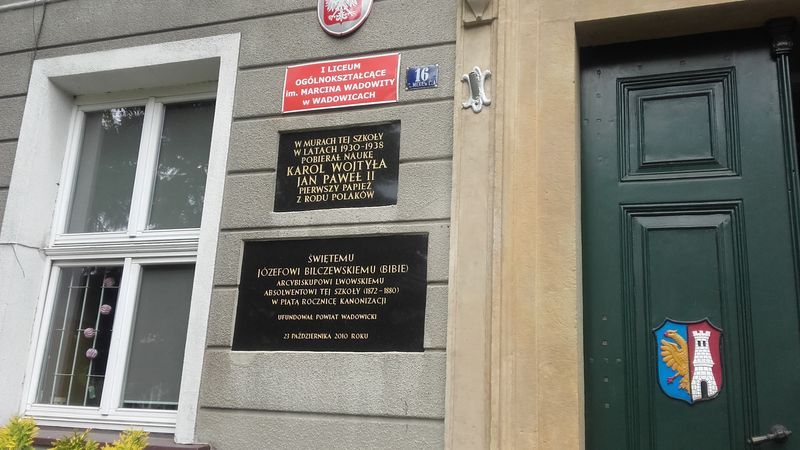 I LICEUM
OGÓLNOKSZTAŁCĄCE
im. MARCINA WADOWITY
w WADOWICACH
16
W MURACH TEJ SZKOŁY
W LATACH 1930-1938
POBIERAŁ NAUKĘ
KAROL WOJTYŁA
JAN PAWEŁ II
PIERWSZY PAPIEŻ
Z RODU POLAKÓW
ŚWIĘTEMU
JÓZEFOWI BILCZEWSKIEMU (BIBIE)
ARCYBISKUPOWI LWOWSKIEMU
ABSOLWENTOWI TEJ SZKOŁY (1872 - 1880)
W PIĄTĄ ROCZNICĘ KANONIZACJI
UFUNDOWAŁ POWIAT WADOWICKI
23 PAŹDZIERNIKA 2010 ROKU